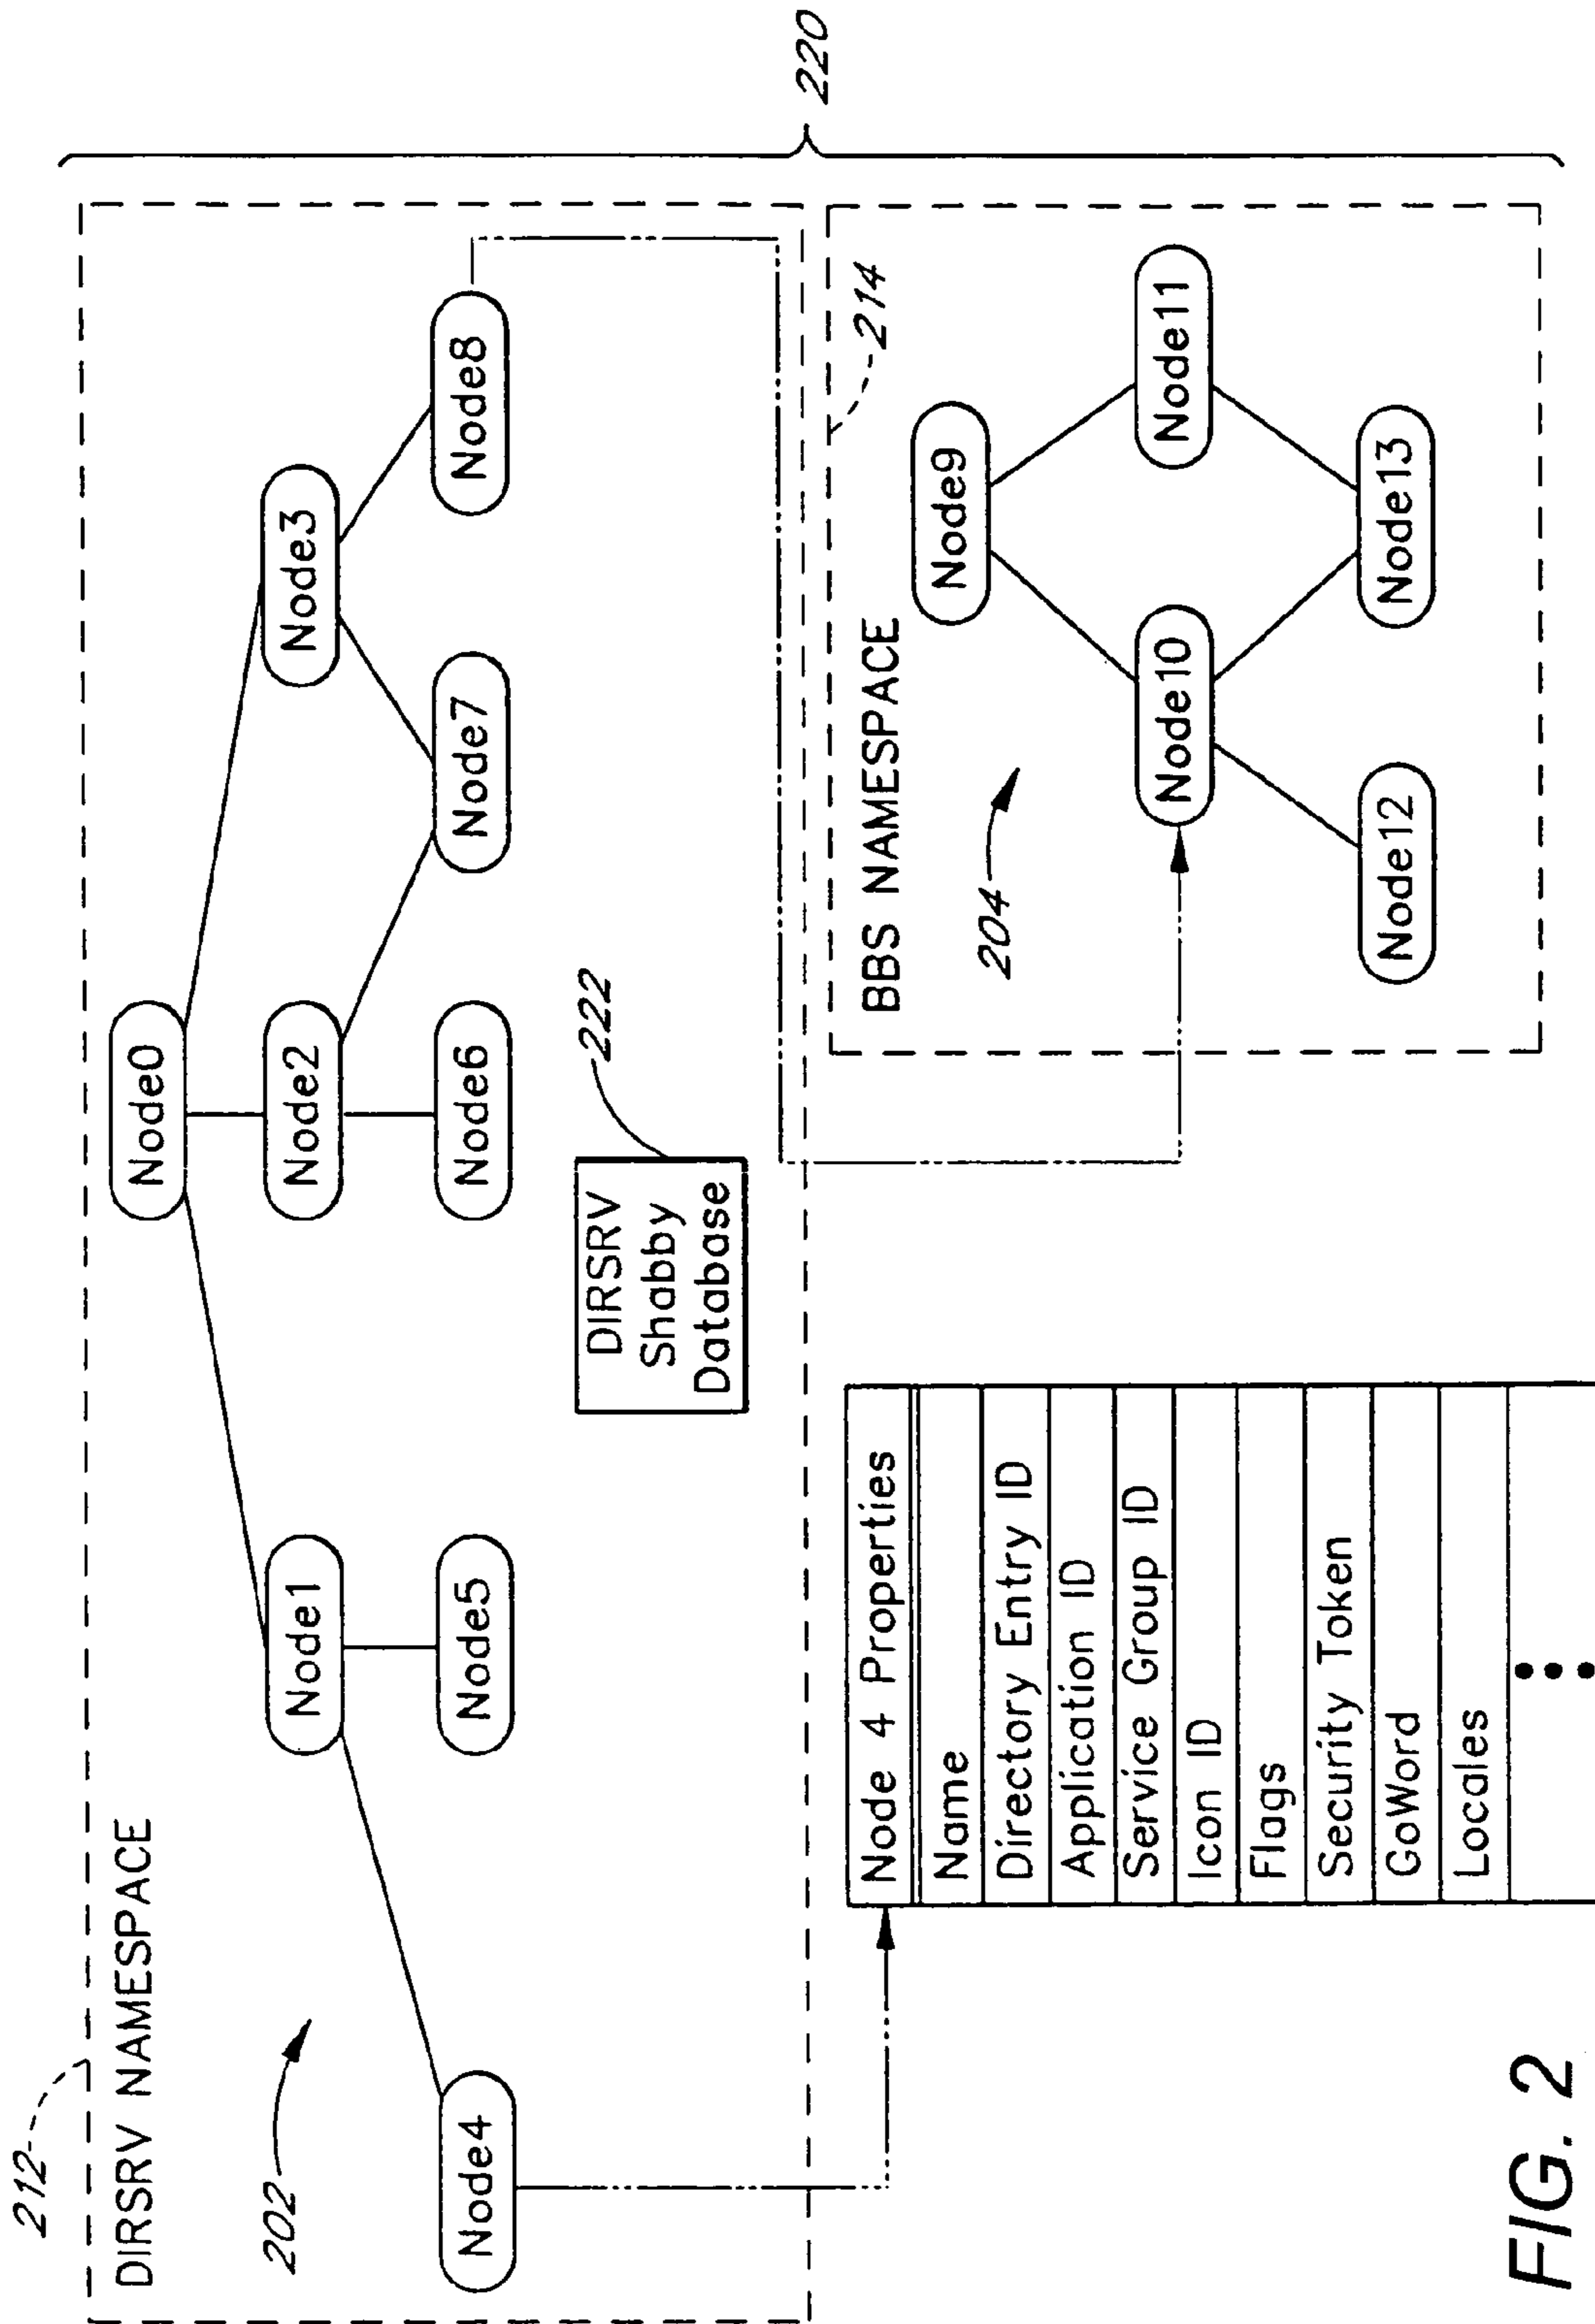 212
DIRSRV NAMESPACE
202
Node0
Node1
Node2
Node3
Node4
Node5
Node6
Node7
Node8
DIRSRV
Shabby
Database
222
220
Node 4 Properties
Name
Directory Entry ID
Application ID
Service Group ID
Icon ID
Flags
Security Token
GoWord
Locales
BBS NAMESPACE
214
204
Node9
Node10
Node11
Node12
Node13
FIG. 2